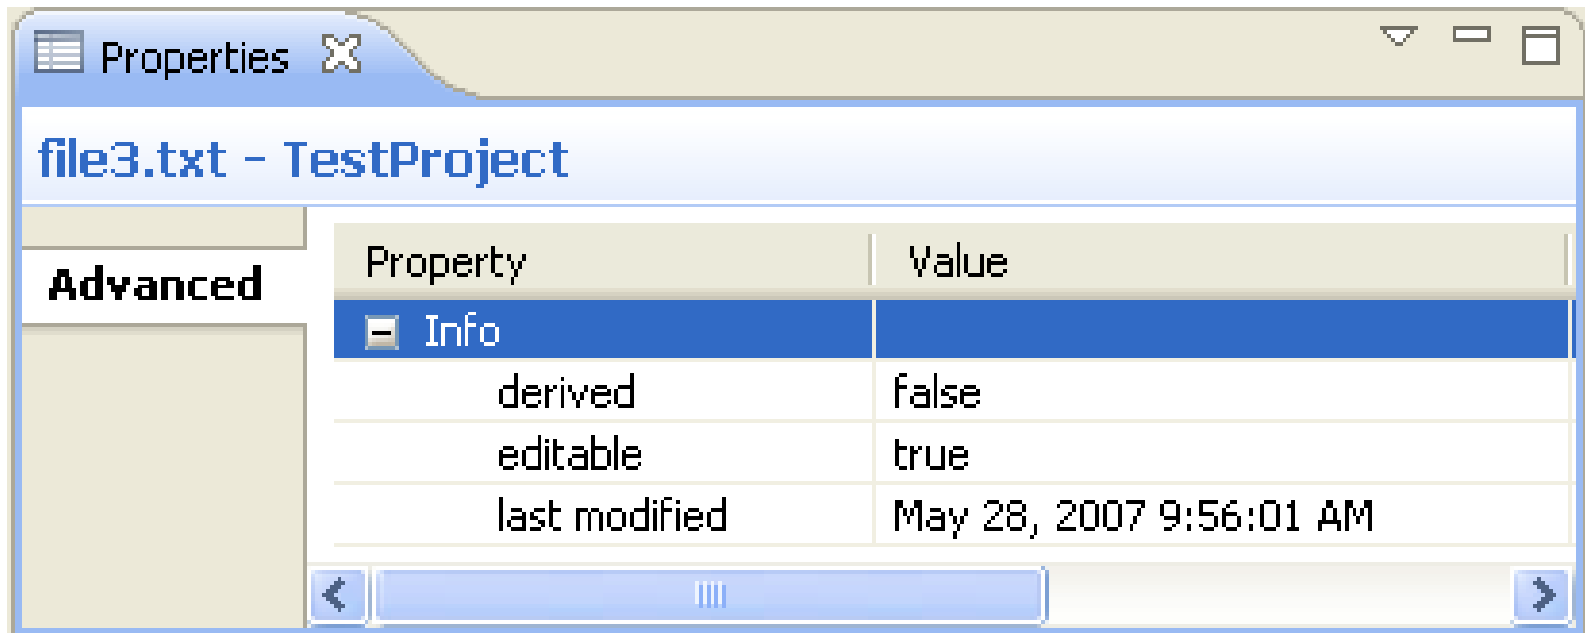 Properties
file3.txt - TestProject
Advanced
Property Value
Info
derived false
editable true
last modified May 28, 2007 9:56:01 AM